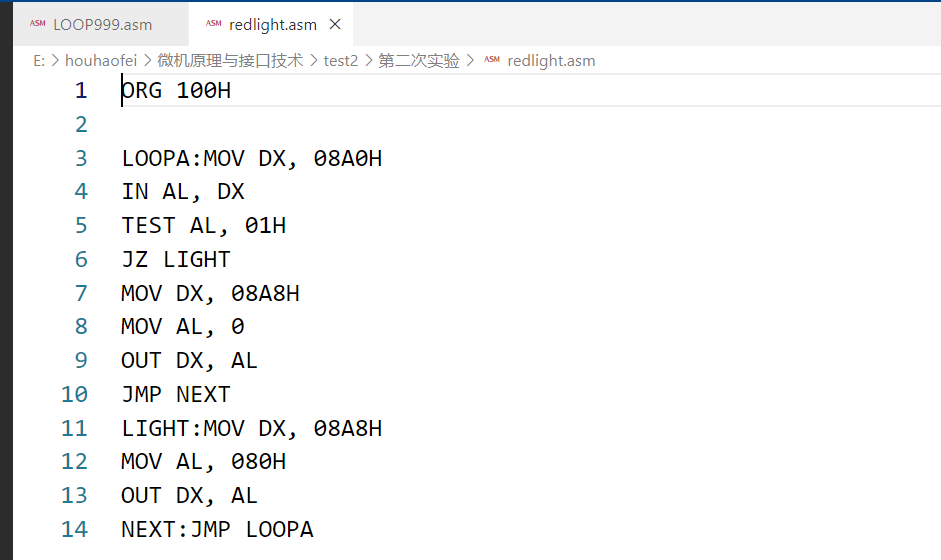 ASM LOOP999.asm ASM redlight.asm ×
E: > houhaofei > 微机原理与接口技术 > test2 > 第二次实验 > ASM redlight.asm
1 ORG 100H
2
3 LOOPA:MOV DX, 08A0H
4 IN AL, DX
5 TEST AL, 01H
6 JZ LIGHT
7 MOV DX, 08A8H
8 MOV AL, 0
9 OUT DX, AL
10 JMP NEXT
11 LIGHT:MOV DX, 08A8H
12 MOV AL, 080H
13 OUT DX, AL
14 NEXT:JMP LOOPA